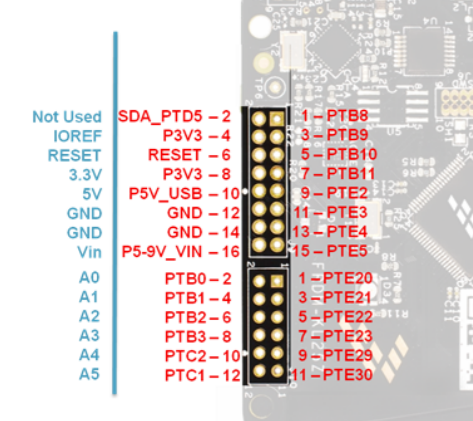 Not Used SDA_PTD5 – 2 1 – PTB8
IOREF P3V3 – 4 3 – PTB9
RESET RESET – 6 5 – PTB10
3.3V P3V3 – 8 7 – PTB11
5V P5V_USB – 10 9 – PTE2
GND GND – 12 11 – PTE3
GND GND – 14 13 – PTE4
Vin P5-9V_VIN – 16 15 – PTE5
A0 PTB0 – 2 1 – PTE20
A1 PTB1 – 4 3 – PTE21
A2 PTB2 – 6 5 – PTE22
A3 PTB3 – 8 7 – PTE23
A4 PTC2 – 10 9 – PTE29
A5 PTC1 – 12 11 – PTE30
U4